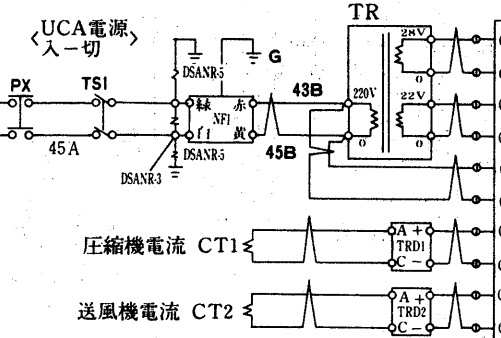 〈UCA電源
入−切〉
PX
TS1
45A
DSANR-5
G
緑 赤
NF1
f1 黄
DSANR-5
DSANR-3
43B
45B
TR
220V
0
28V
0
22V
0
圧縮機電流 CT1
A +
TRD1
C −
送風機電流 CT2
A +
TRD2
C −